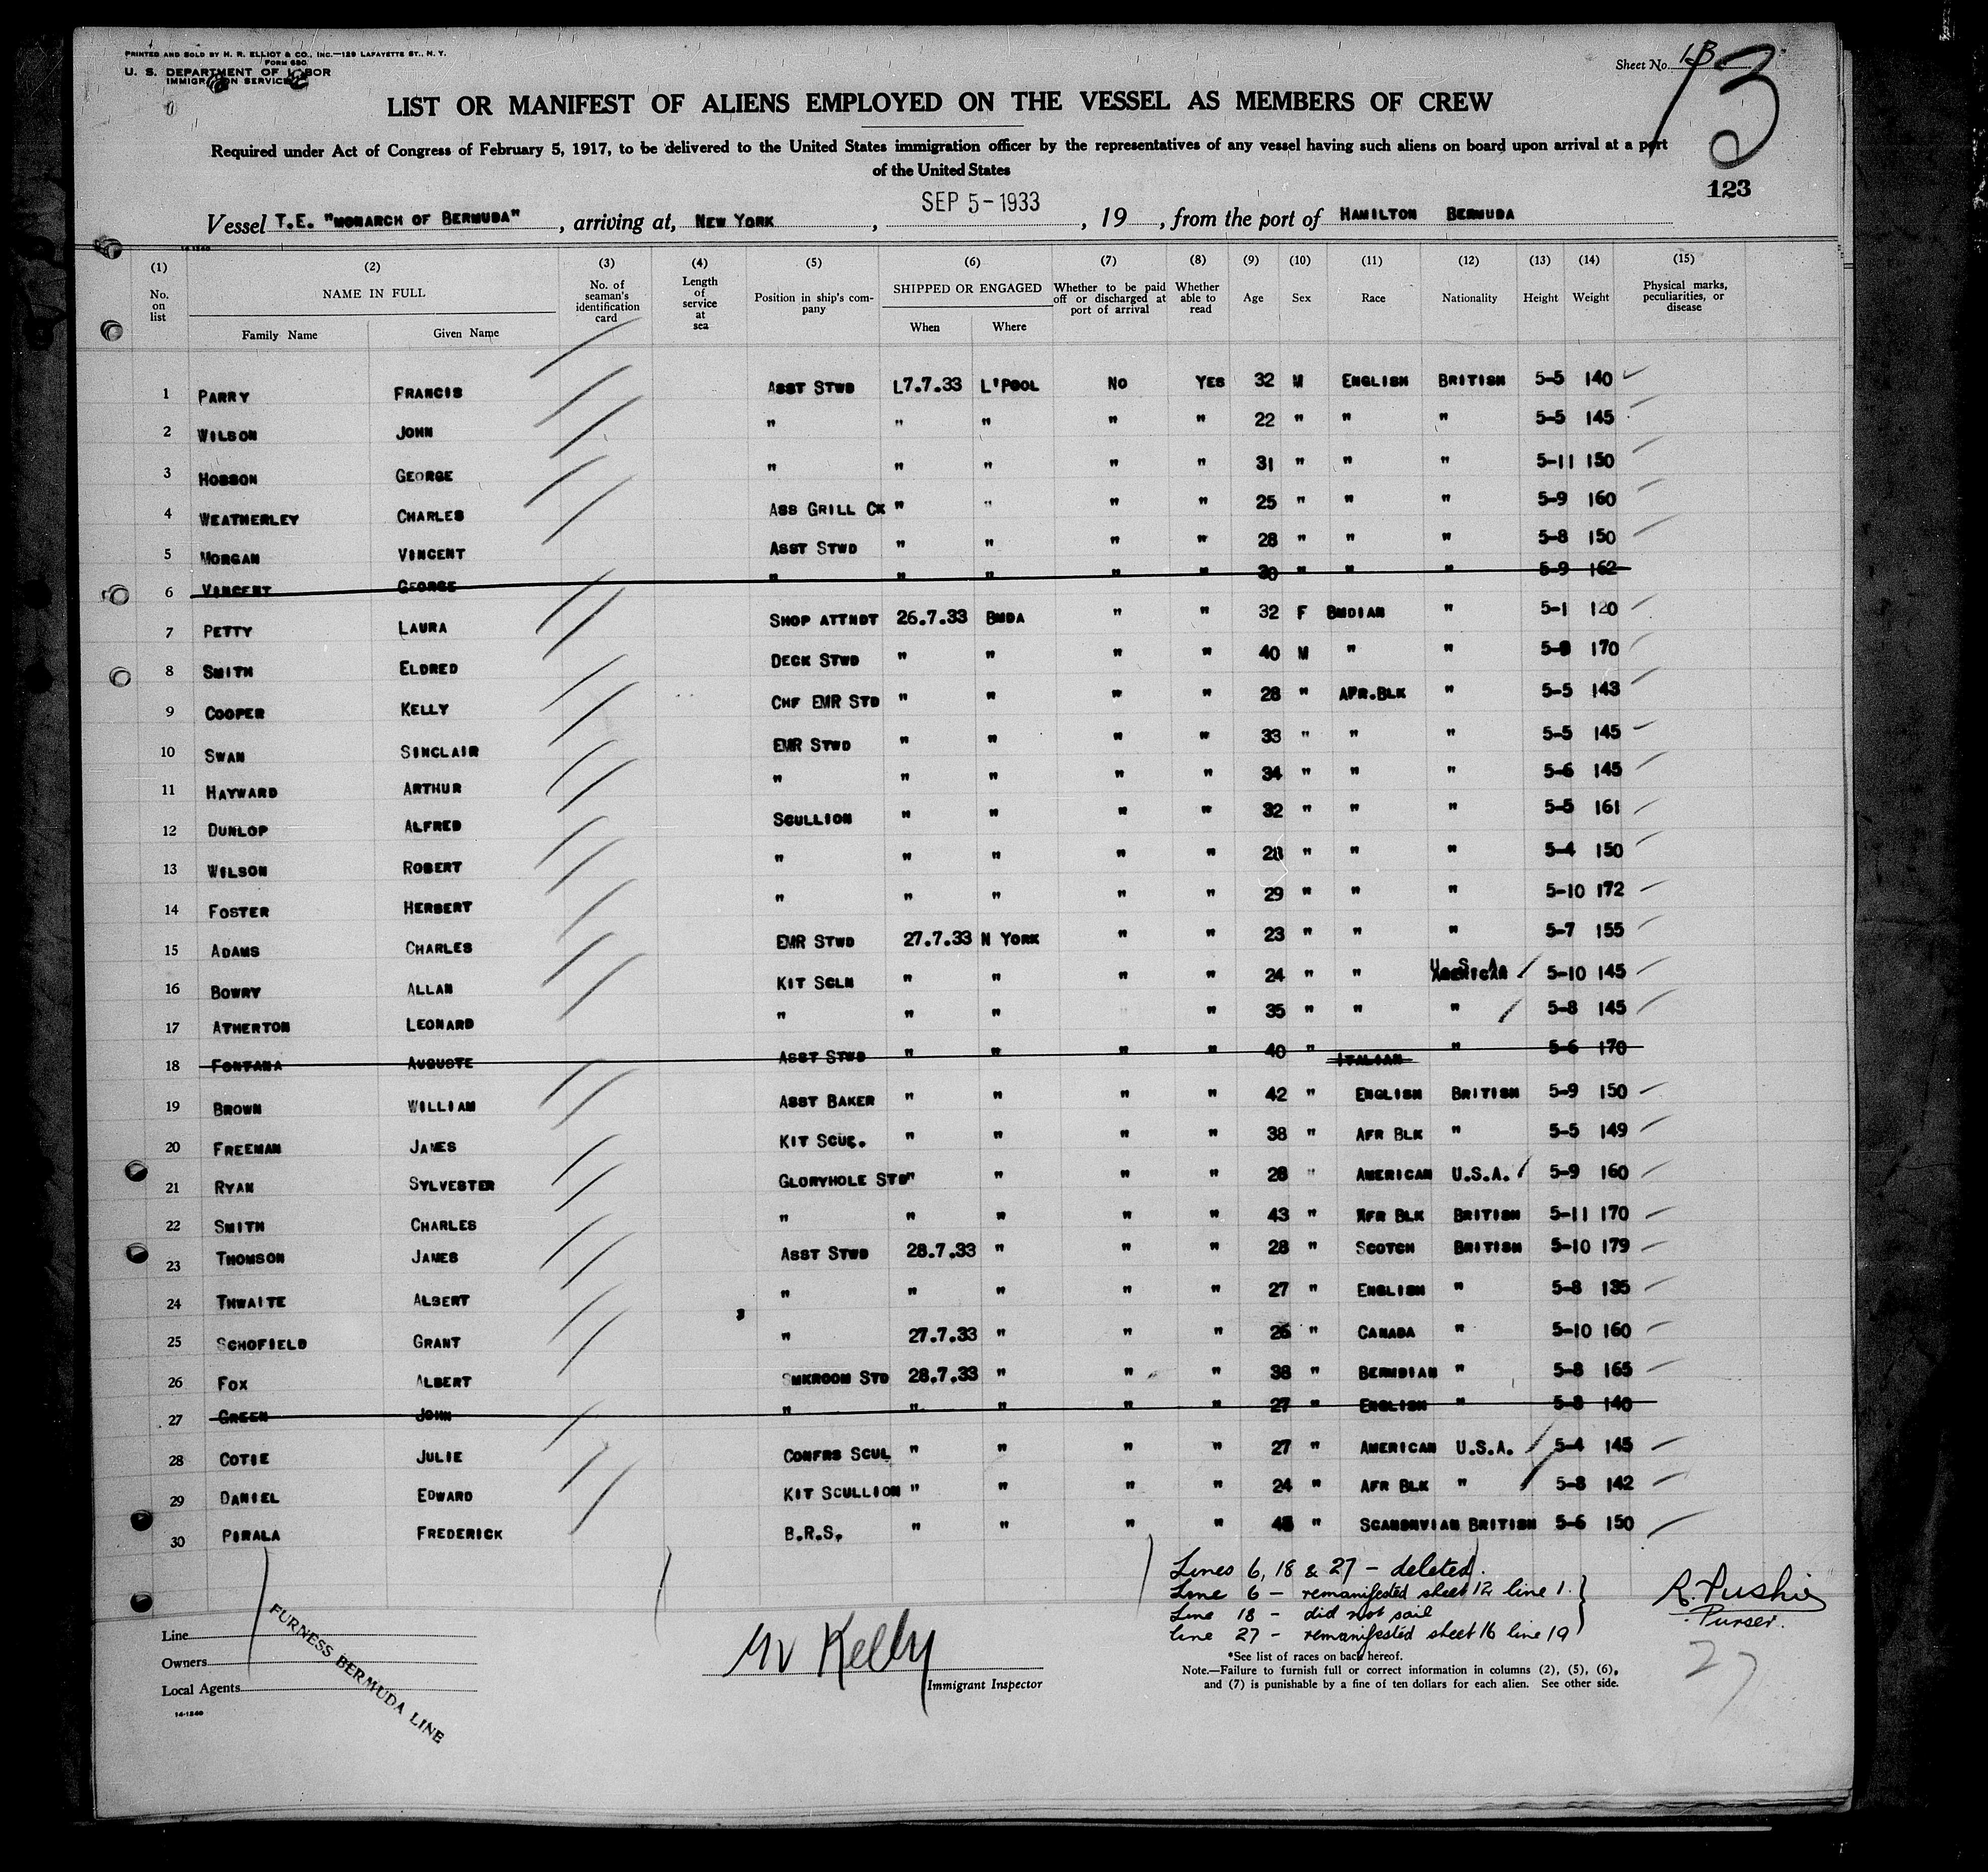 PRINTED AND SOLD BY H. R. ELLIOT & CO., INC.—129 LAFAYETTE ST., N. Y.
FORM 680
U. S. DEPARTMENT OF LABOR
IMMIGRATION SERVICE
Sheet No. 13
13
LIST OR MANIFEST OF ALIENS EMPLOYED ON THE VESSEL AS MEMBERS OF CREW
Required under Act of Congress of February 5, 1917, to be delivered to the United States immigration officer by the representatives of any vessel having such aliens on board upon arrival at a port
of the United States
123
Vessel T.E. "MONARCH OF BERMUDA", arriving at, NEW YORK, SEP 5-1933, 19, from the port of HAMILTON BERMUDA
14-1240
(1) (2) (3) (4) (5) (6) (7) (8) (9) (10) (11) (12) (13) (14) (15)
No. on list NAME IN FULL Family Name Given Name No. of seaman's identification card Length of service at sea Position in ship's company SHIPPED OR ENGAGED When Where Whether to be paid off or discharged at port of arrival Whether able to read Age Sex Race Nationality Height Weight Physical marks, peculiarities, or disease
1 PARRY FRANCIS ASST STWD L7.7.33 L'POOL NO YES 32 M ENGLISH BRITISH 5-5 140
2 WILSON JOHN " " " " " 22 " " " 5-5 145
3 HOBSON GEORGE " " " " " 31 " " " 5-11 150
4 WEATHERLEY CHARLES ASS GRILL CK " " " " 25 " " " 5-9 160
5 MORGAN VINCENT ASST STWD " " " " 28 " " " 5-8 150
6 VINCENT GEORGE " " " " " 30 " " " 5-9 162
7 PETTY LAURA SHOP ATTNDT 26.7.33 BMDA " " 32 F BMDIAN " 5-1 120
8 SMITH ELDRED DECK STWD " " " " 40 M " " 170
9 COOPER KELLY CHF EMR STD " " " " 28 " AFR.BLK " 5-5 143
10 SWAN SINCLAIR EMR STWD " " " " 33 " " " 5-5 145
11 HAYWARD ARTHUR " " " " " 34 " " " 5-6 145
12 DUNLOP ALFRED SCULLION " " " " 32 " " " 5-5 161
13 WILSON ROBERT " " " " " " " " 5-4 150
14 FOSTER HERBERT " " " " " 29 " " " 5-10 172
15 ADAMS CHARLES EMR STWD 27.7.33 N YORK " " 23 " " " 5-7 155
16 BOWRY ALLAN KIT SCLN " " " " 24 " " U.S.A. 5-10 145
17 ATHERTON LEONARD " " " " 35 " " " 5-8 145
18 FONTANA AUGUSTE ASST STWD " " " " 40 " ITALIAN " 5-6 170
19 BROWN WILLIAM ASST BAKER " " " " 42 " ENGLISH BRITISH 5-9 150
20 FREEMAN JAMES KIT SCUL. " " " " 38 " AFR BLK " 5-5 149
21 RYAN SYLVESTER GLORYHOLE STD " " " " 28 " AMERICAN U.S.A. 5-9 160
22 SMITH CHARLES " " " " " 43 " AFR BLK BRITISH 5-11 170
23 THOMSON JAMES ASST STWD 28.7.33 " " " 28 " SCOTCH BRITISH 5-10 179
24 THWAITE ALBERT " " " " " 27 " ENGLISH " 5-8 135
25 SCHOFIELD GRANT " 27.7.33 " " " 26 " CANADA " 5-10 160
26 FOX ALBERT SMKROOM STD 28.7.33 " " " 38 " BERMDIAN " 5-8 165
27 GREEN JOHN " " " " " 27 " ENGLISH " 5-8 140
28 COTIE JULIE CONFRS SCUL " " " " 27 " AMERICAN U.S.A. 5-4 145
29 DANIEL EDWARD KIT SCULLION " " " " 24 " AFR BLK " 5-8 142
30 PIRALA FREDERICK B.R.S. " " " " " SCANDNVIAN BRITISH 5-6 150
Lines 6, 18 & 27 – deleted.
Line 6 – remanifested sheet 12 line 1.
Line 18 – did not sail
line 27 – remanifested sheet 16 line 19
Purser.
27
Line
Owners
Local Agents
FURNESS BERMUDA LINE
14-1240
Kelly
Immigrant Inspector
*See list of races on back hereof.
Note.—Failure to furnish full or correct information in columns (2), (5), (6),
and (7) is punishable by a fine of ten dollars for each alien. See other side.